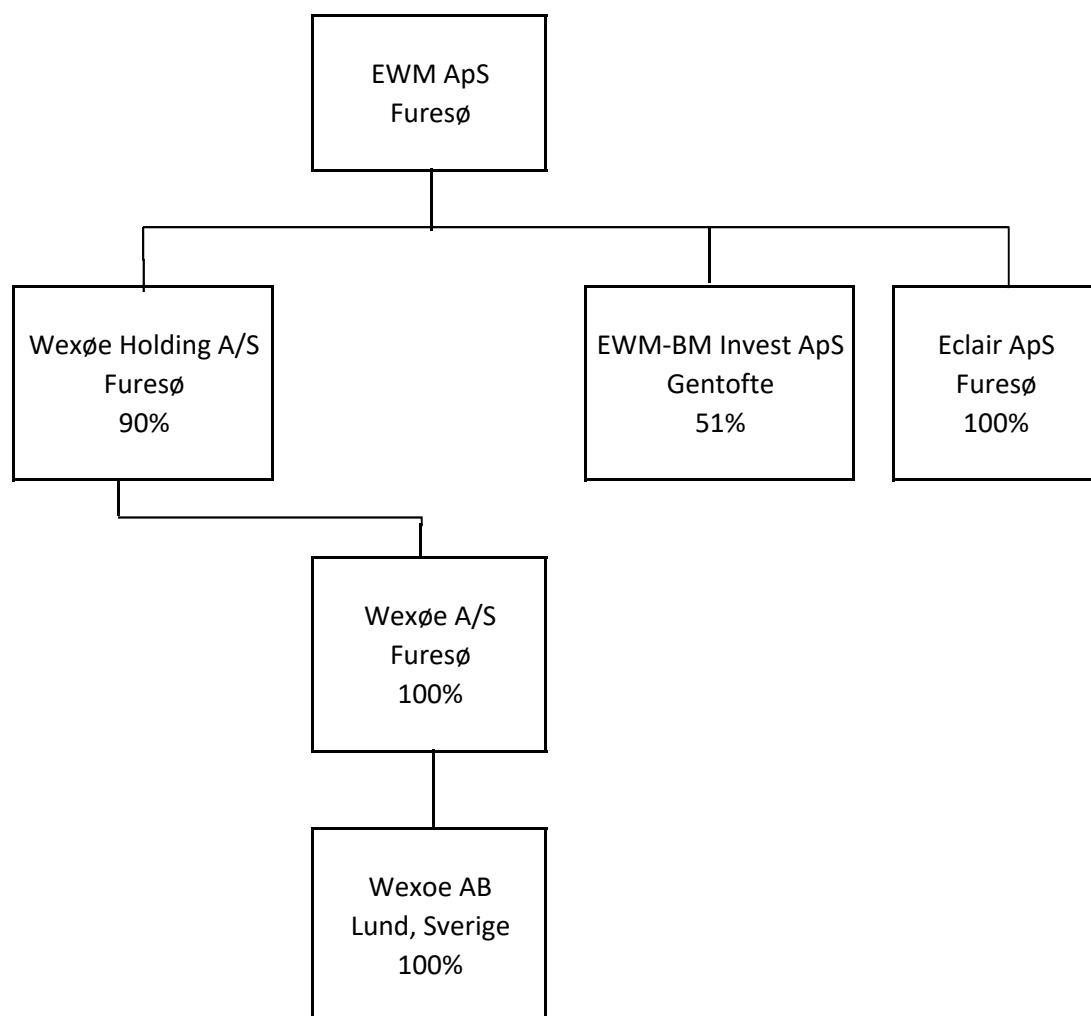 EWM ApS
Furesø
Wexøe Holding A/S
Furesø
90%
EWM-BM Invest ApS
Gentofte
51%
Eclair ApS
Furesø
100%
Wexøe A/S
Furesø
100%
Wexoe AB
Lund, Sverige
100%